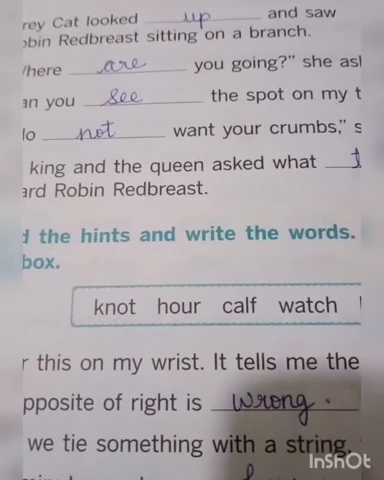 rey Cat looked up and saw
obin Redbreast sitting on a branch.
here are you going?" she
an you see the spot on my
not want your crumbs,"
king and the queen asked what
ard Robin Redbreast.
the hints and write the words.
box.
knot hour calf watch
this on my wrist. It tells me the
pposite of right is wrong.
we tie something with a string.
InShOt